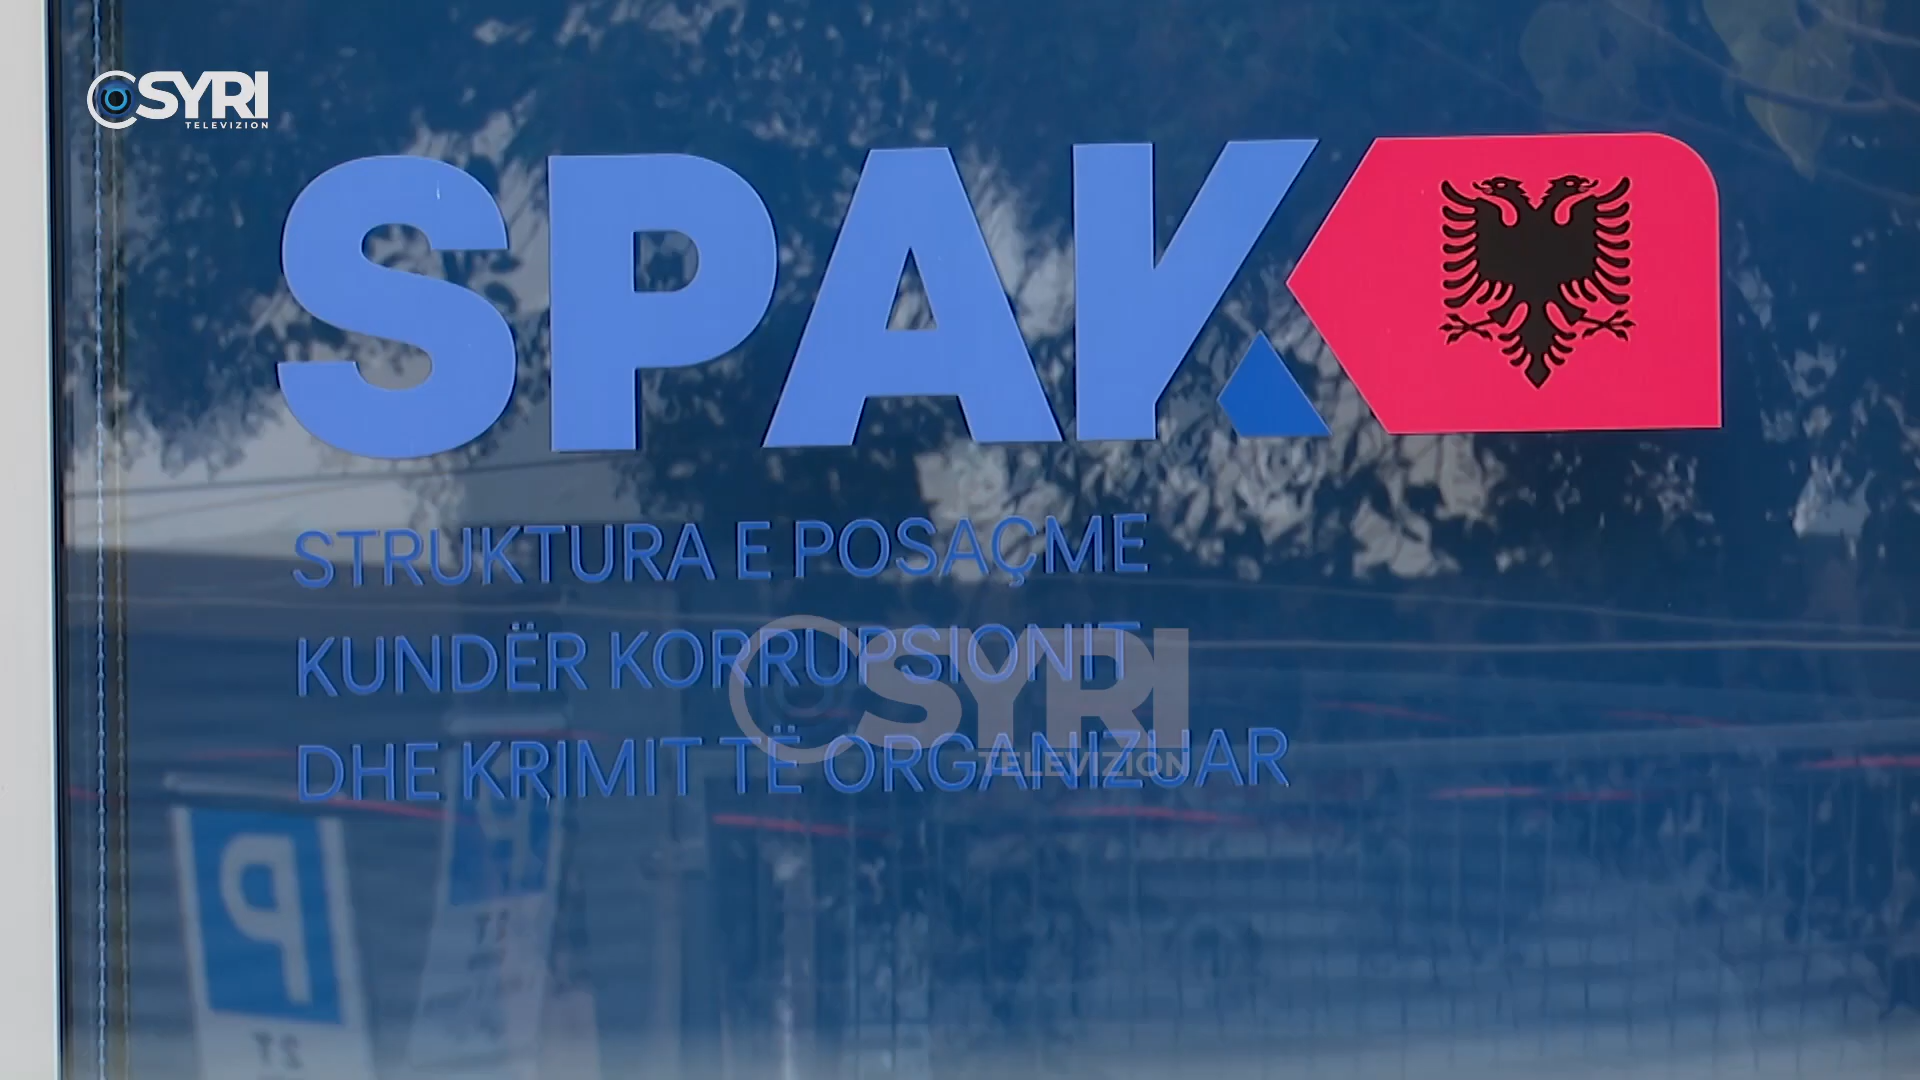 SYRI
TELEVIZION
SPAK
STRUKTURA E POSAÇME
KUNDËR KORRUPSIONIT
DHE KRIMIT TË ORGANIZUAR
SYRI
TELEVIZION
P